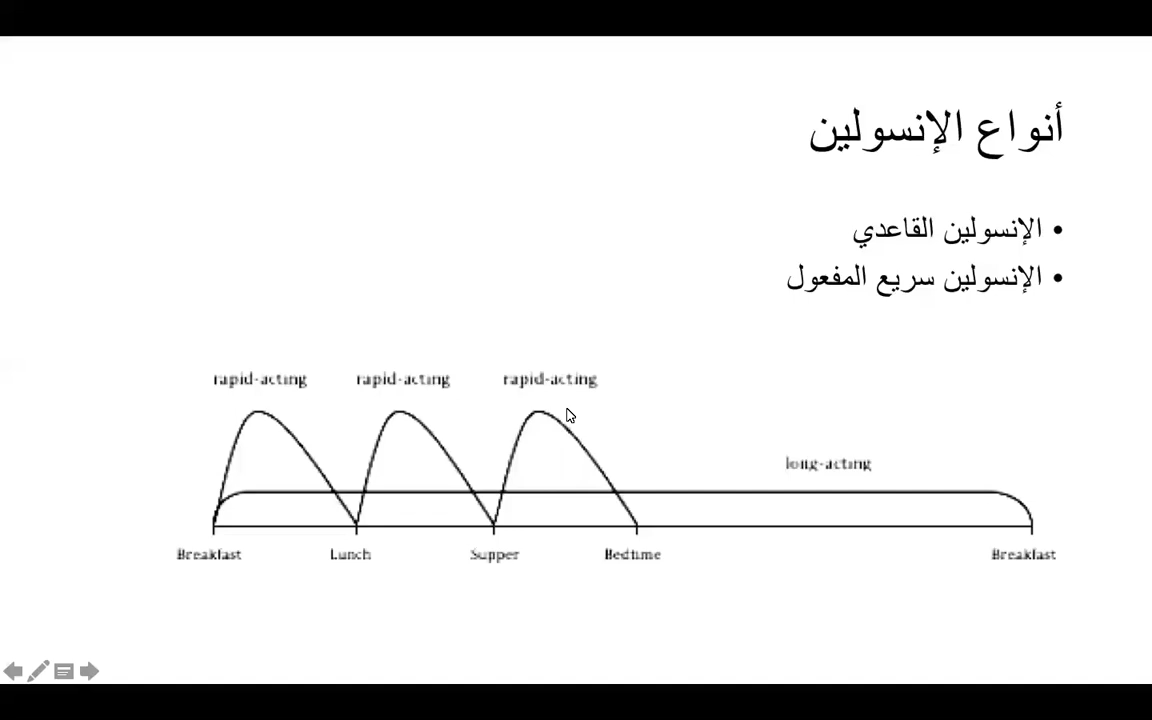 أنواع الإنسولين
• الإنسولين القاعدي
• الإنسولين سريع المفعول
rapid-acting rapid-acting rapid-acting
long-acting
Breakfast Lunch Supper Bedtime Breakfast